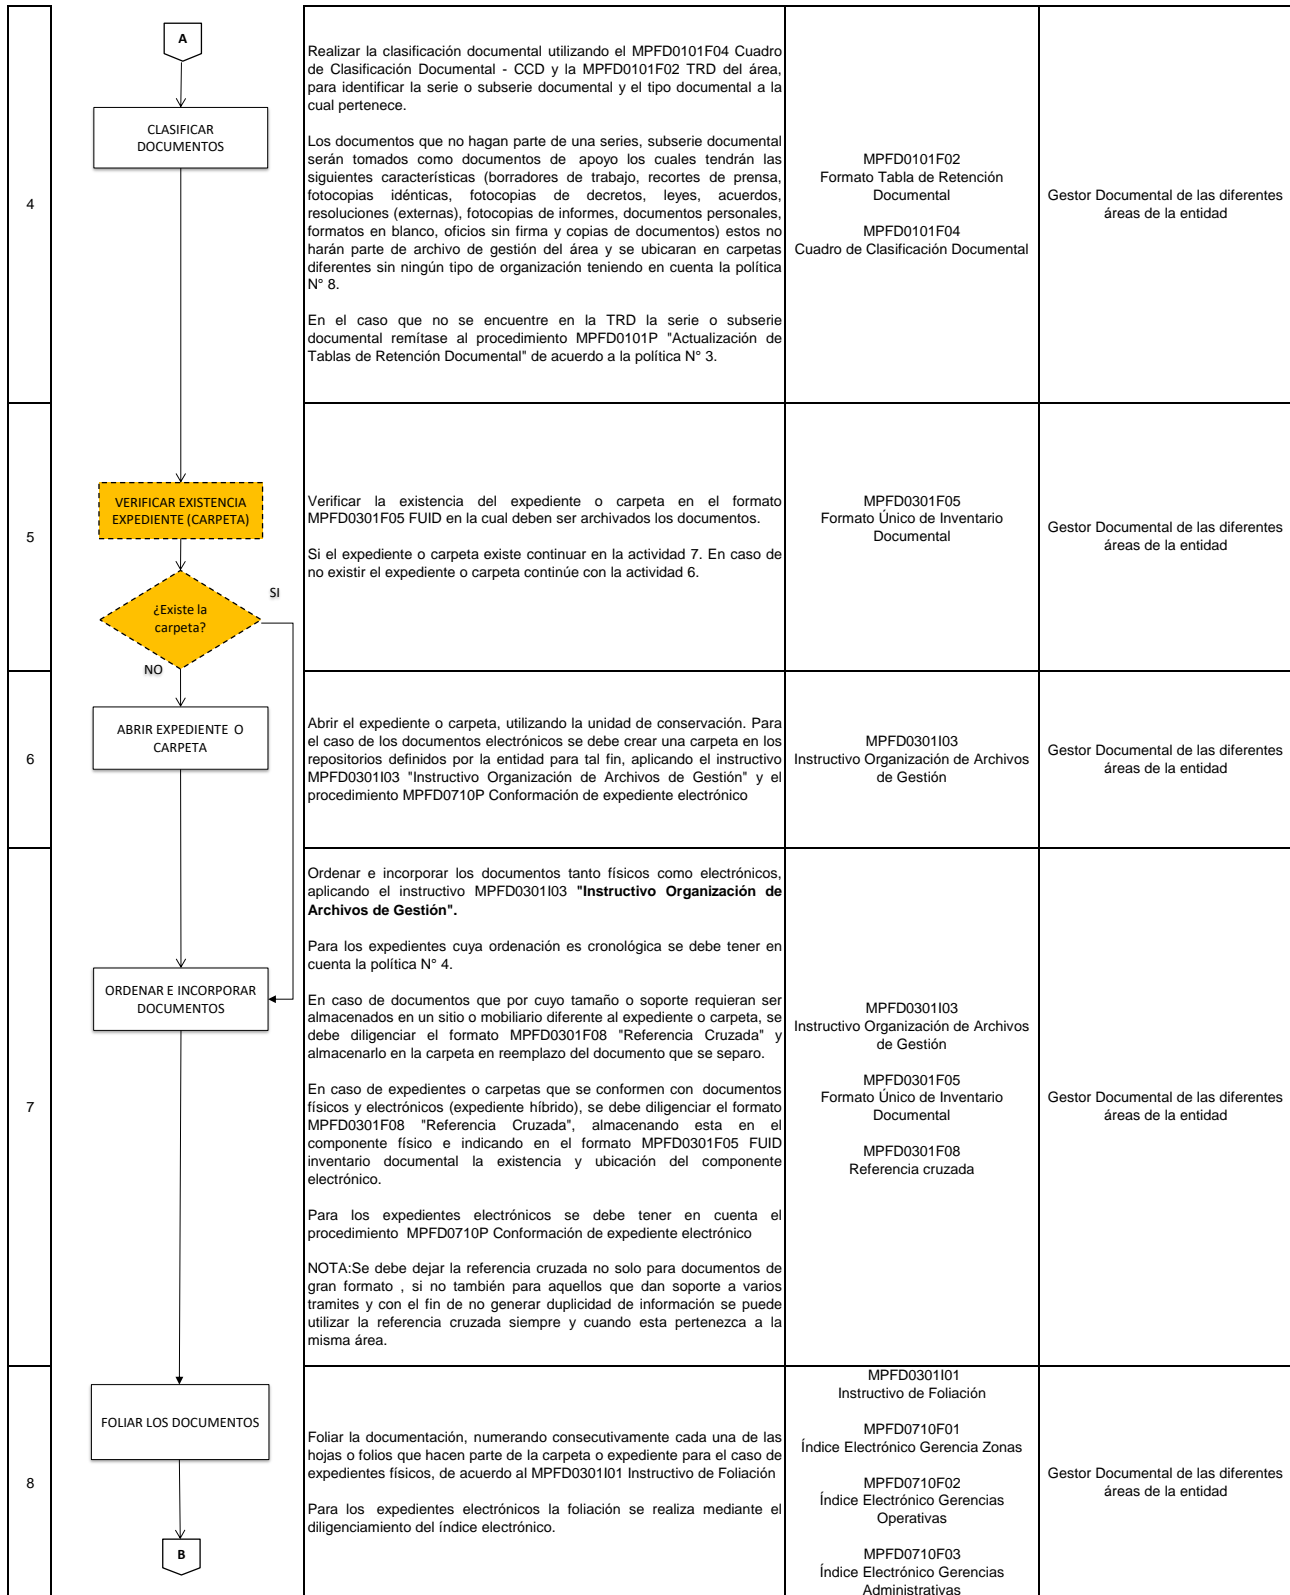 4
A
CLASIFICAR
DOCUMENTOS
Realizar la clasificación documental utilizando el MPFD0101F04 Cuadro
de Clasificación Documental - CCD y la MPFD0101F02 TRD del área,
para identificar la serie o subserie documental y el tipo documental a la
cual pertenece.
Los documentos que no hagan parte de una series, subserie documental
serán tomados como documentos de apoyo los cuales tendrán las
siguientes características (borradores de trabajo, recortes de prensa,
fotocopias idénticas, fotocopias de decretos, leyes, acuerdos,
resoluciones (externas), fotocopias de informes, documentos personales,
formatos en blanco, oficios sin firma y copias de documentos) estos no
harán parte de archivo de gestión del área y se ubicaran en carpetas
diferentes sin ningún tipo de organización teniendo en cuenta la política
N° 8.
En el caso que no se encuentre en la TRD la serie o subserie
documental remítase al procedimiento MPFD0101P "Actualización de
Tablas de Retención Documental" de acuerdo a la política N° 3.
MPFD0101F02
Formato Tabla de Retención
Documental
MPFD0101F04
Cuadro de Clasificación Documental
Gestor Documental de las diferentes
áreas de la entidad
5
VERIFICAR EXISTENCIA
EXPEDIENTE (CARPETA)
¿Existe la
carpeta?
SI
NO
Verificar la existencia del expediente o carpeta en el formato
MPFD0301F05 FUID en la cual deben ser archivados los documentos.
Si el expediente o carpeta existe continuar en la actividad 7. En caso de
no existir el expediente o carpeta continúe con la actividad 6.
MPFD0301F05
Formato Único de Inventario
Documental
Gestor Documental de las diferentes
áreas de la entidad
6
ABRIR EXPEDIENTE O
CARPETA
Abrir el expediente o carpeta, utilizando la unidad de conservación. Para
el caso de los documentos electrónicos se debe crear una carpeta en los
repositorios definidos por la entidad para tal fin, aplicando el instructivo
MPFD0301I03 "Instructivo Organización de Archivos de Gestión" y el
procedimiento MPFD0710P Conformación de expediente electrónico
MPFD0301I03
Instructivo Organización de Archivos
de Gestión
Gestor Documental de las diferentes
áreas de la entidad
7
ORDENAR E INCORPORAR
DOCUMENTOS
Ordenar e incorporar los documentos tanto físicos como electrónicos,
aplicando el instructivo MPFD0301I03 "Instructivo Organización de
Archivos de Gestión".
Para los expedientes cuya ordenación es cronológica se debe tener en
cuenta la política N° 4.
En caso de documentos que por cuyo tamaño o soporte requieran ser
almacenados en un sitio o mobiliario diferente al expediente o carpeta, se
debe diligenciar el formato MPFD0301F08 "Referencia Cruzada" y
almacenarlo en la carpeta en reemplazo del documento que se separo.
En caso de expedientes o carpetas que se conformen con documentos
físicos y electrónicos (expediente híbrido), se debe diligenciar el formato
MPFD0301F08 "Referencia Cruzada", almacenando esta en el
componente físico e indicando en el formato MPFD0301F05 FUID
inventario documental la existencia y ubicación del componente
electrónico.
Para los expedientes electrónicos se debe tener en cuenta el
procedimiento MPFD0710P Conformación de expediente electrónico
NOTA:Se debe dejar la referencia cruzada no solo para documentos de
gran formato , si no también para aquellos que dan soporte a varios
tramites y con el fin de no generar duplicidad de información se puede
utilizar la referencia cruzada siempre y cuando esta pertenezca a la
misma área.
MPFD0301I03
Instructivo Organización de Archivos
de Gestión
MPFD0301F05
Formato Único de Inventario
Documental
MPFD0301F08
Referencia cruzada
Gestor Documental de las diferentes
áreas de la entidad
8
FOLIAR LOS DOCUMENTOS
B
Foliar la documentación, numerando consecutivamente cada una de las
hojas o folios que hacen parte de la carpeta o expediente para el caso de
expedientes físicos, de acuerdo al MPFD0301I01 Instructivo de Foliación
Para los expedientes electrónicos la foliación se realiza mediante el
diligenciamiento del índice electrónico.
MPFD0301I01
Instructivo de Foliación
MPFD0710F01
Índice Electrónico Gerencia Zonas
MPFD0710F02
Índice Electrónico Gerencias
Operativas
MPFD0710F03
Índice Electrónico Gerencias
Administrativas
Gestor Documental de las diferentes
áreas de la entidad